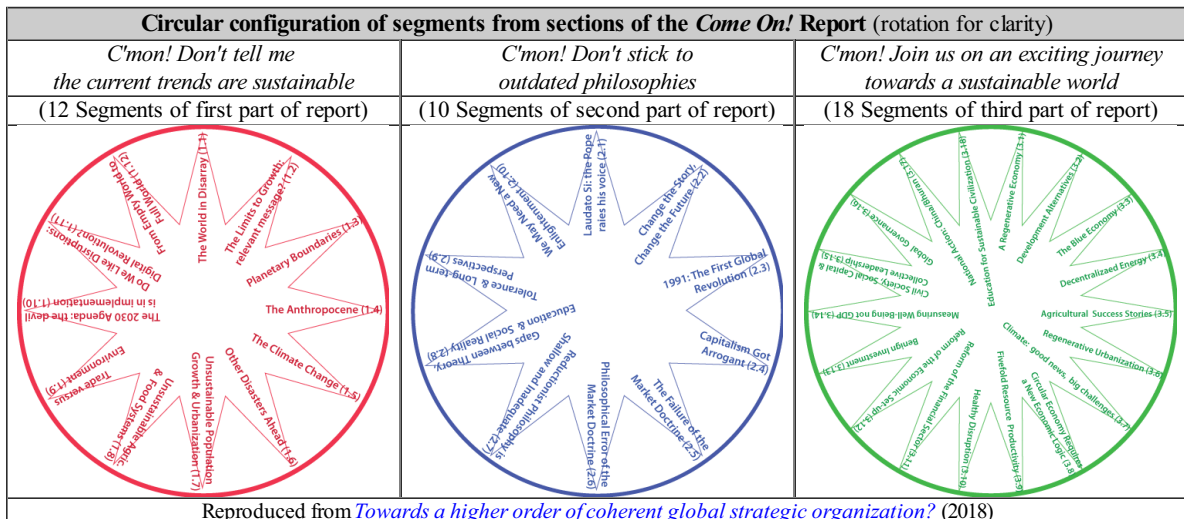 Circular configuration of segments from sections of the Come On! Report (rotation for clarity)
C'mon! Don't tell me
the current trends are sustainable
C'mon! Don't stick to
outdated philosophies
C'mon! Join us on an exciting journey
towards a sustainable world
(12 Segments of first part of report)
(10 Segments of second part of report)
(18 Segments of third part of report)
The World in Disarray (1.1)
The Limits to Growth:
relevant message? (1.2)
Planetary Boundaries (1.3)
The Anthropocene (1.4)
The Climate Change (1.5)
Other Disasters Ahead (1.6)
Unsustainable Population
Growth & Urbanization (1.7)
Unsustainable Agric
& Food Systems (1.8)
Trade versus
Environment (1.9)
The 2030 Agenda: the devil
is in implementation (1.10)
Do We Like Disruptions:
Digital Revolution (1.11)
From Empty World to
Full World (1.12)
Laudato Si: the Pope
raies his voice (2.1)
Change the Story,
Change the Future (2.2)
1991: The First Global
Revolution (2.3)
Capitalism Got
Arrogant (2.4)
The Failure of the
Market Doctrine (2.5)
Philosophical Error of the
Market Doctrine (2.6)
Reductionist Philosophy is
Shallow and Inadequate (2.7)
Gaps between Theory,
Education & Social Reality (2.8)
Tolerance & Long-term
Perspectives (2.9)
We May Need a New
Enlightenment (2-10)
A Regenerative Economy (3.1)
Development Alternatives (3.2)
The Blue Economy (3.3)
Decentralizaed Energy (3.4)
Agricultural Success Stories (3.5)
Regenerative Urbanization (3.6)
Climate: good news, big challenges (3.7)
Circular Economy Requires
a New Economic Logic (3.8)
Fivefold Resource Productivity (3.9)
Healthy Disruption (3.10)
Reform of the Financial Sector (3.11)
Reform of the Economic Set-up (3.12)
Benign Investment (3.13)
Measuring Well-Being not GDP (3.14)
Civil Society, Social Capital &
Collective Leadership (3.15)
Global Governance (3.16)
National Action: China/Bhuran (3.17)
Education for Sustainable Civilization (3.18)
Reproduced from Towards a higher order of coherent global strategic organization? (2018)